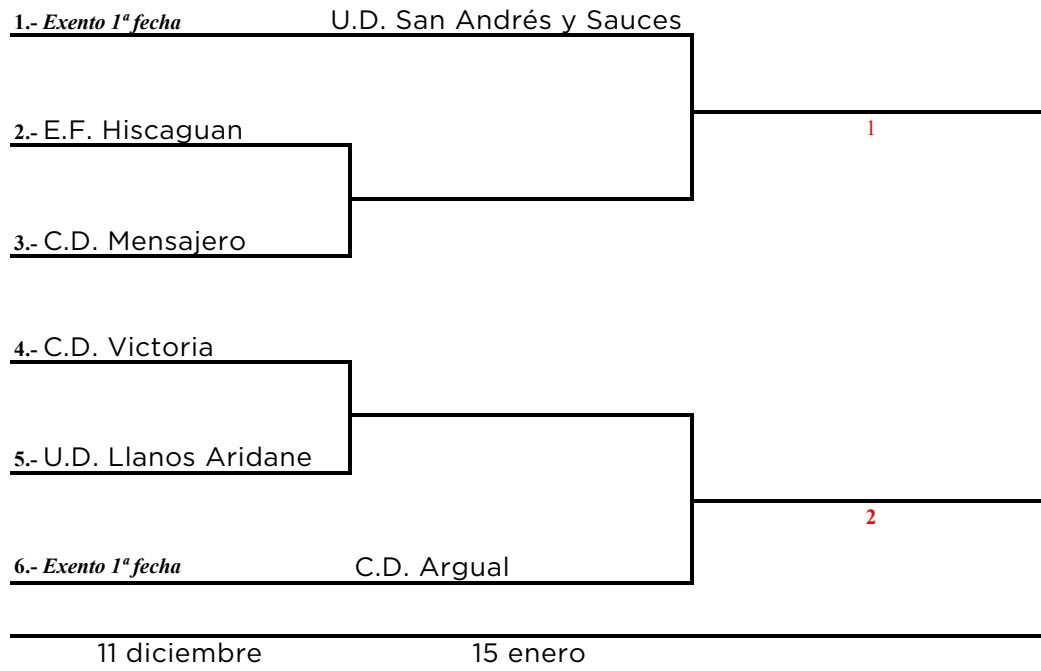 1.- Exento 1ª fecha U.D. San Andrés y Sauces
1
2.- E.F. Hiscaguan
3.- C.D. Mensajero
4.- C.D. Victoria
5.- U.D. Llanos Aridane
2
6.- Exento 1ª fecha C.D. Argual
11 diciembre 15 enero